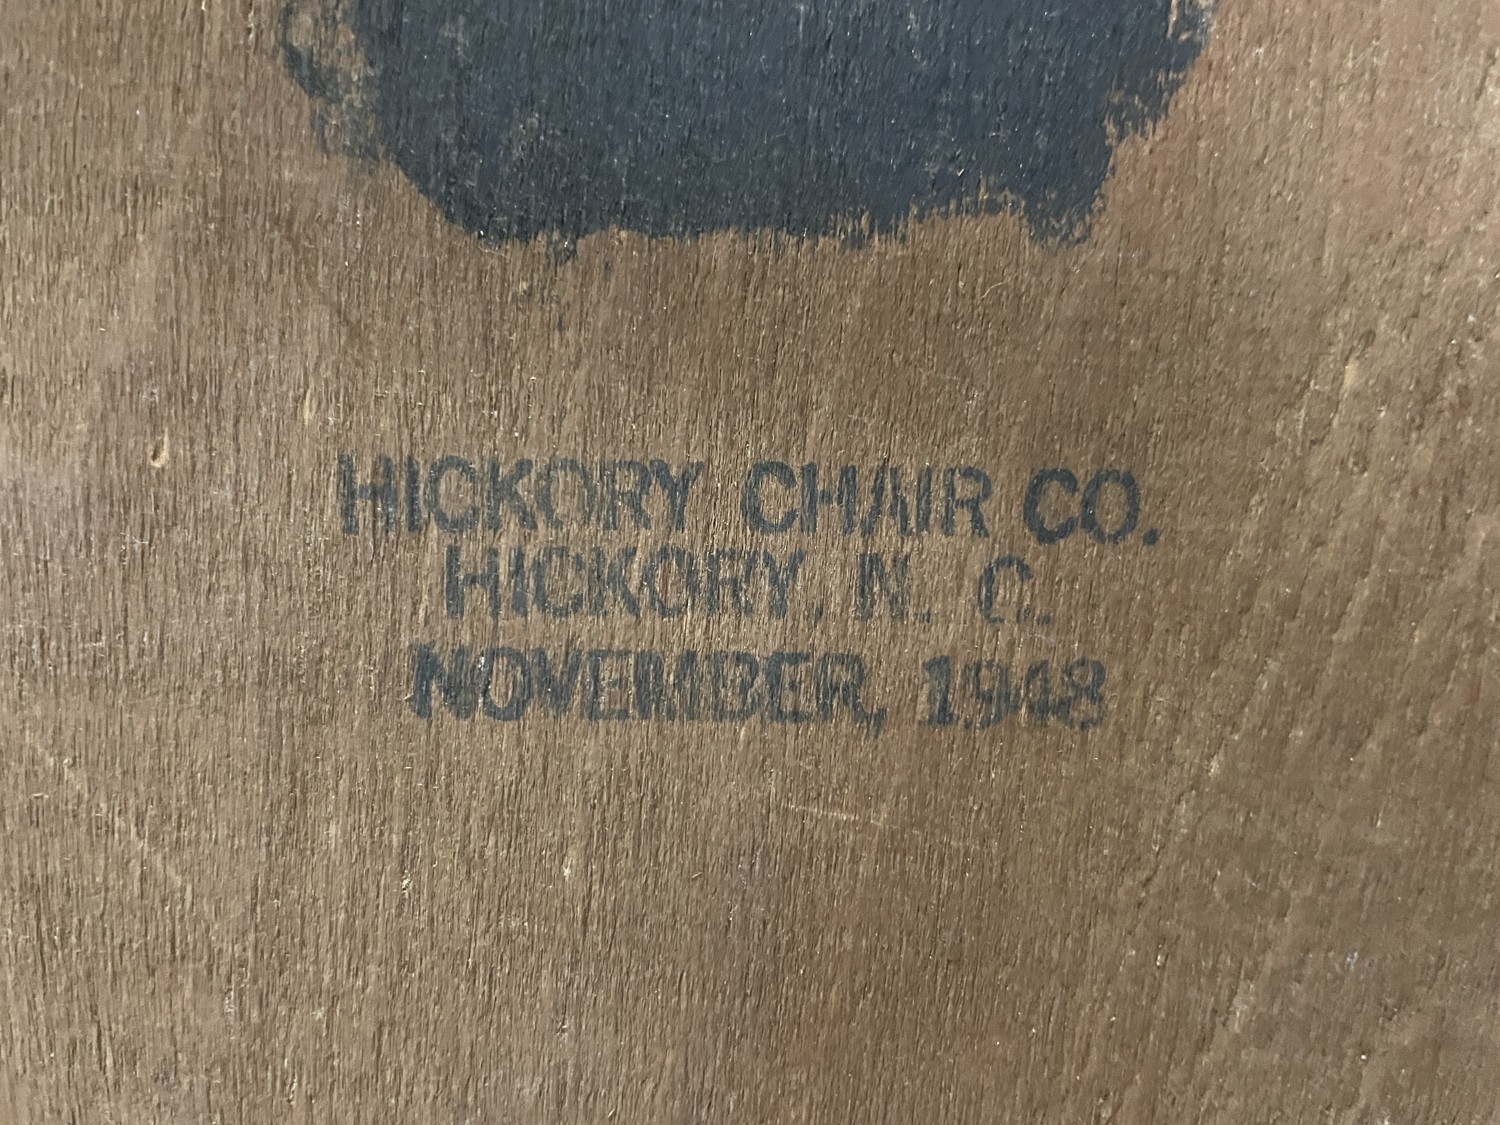 HICKORY CHAIR CO.
HICKORY, N. C.
NOVEMBER, 1948